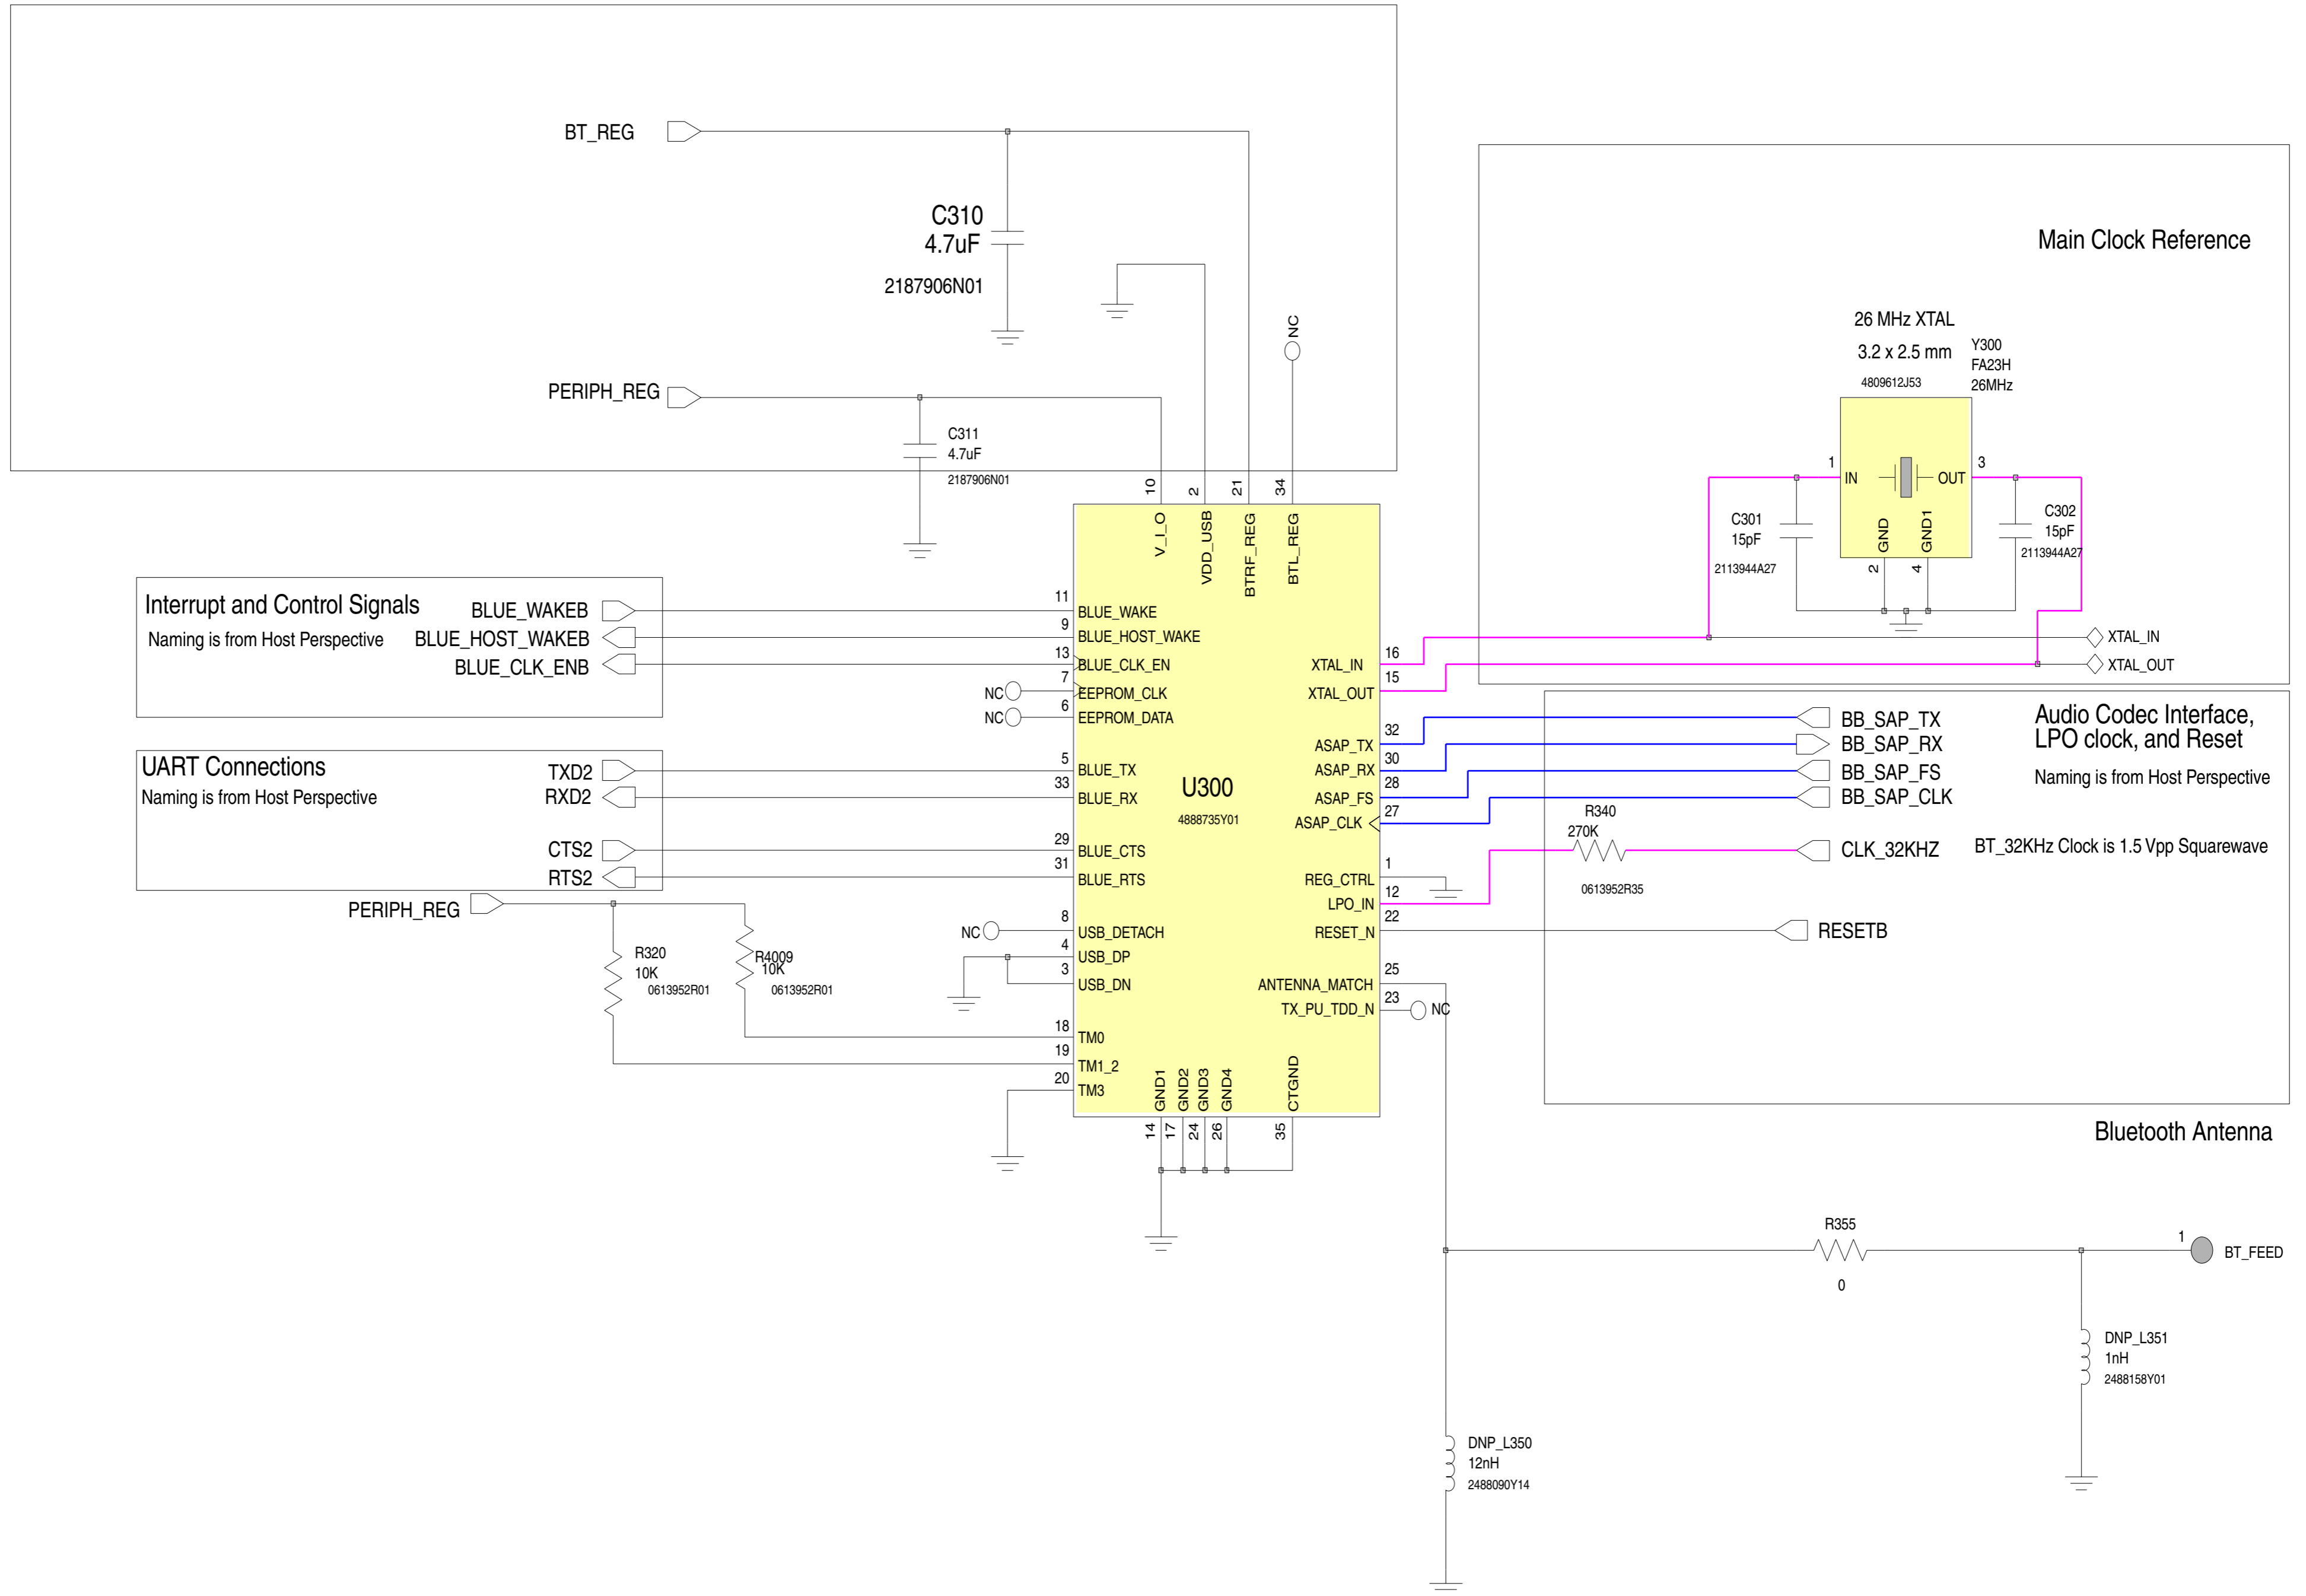 BT_REG
C310
4.7uF
2187906N01
NC
PERIPH_REG
C311
4.7uF
2187906N01
Main Clock Reference
26 MHz XTAL
3.2 x 2.5 mm
4809612J53
Y300
FA23H
26MHz
1
IN
OUT
3
GND
GND1
2
4
C301
15pF
2113944A27
C302
15pF
2113944A27
XTAL_IN
XTAL_OUT
10
2
21
34
V_I_O
VDD_USB
BTRF_REG
BTL_REG
Interrupt and Control Signals
Naming is from Host Perspective
BLUE_WAKEB
BLUE_HOST_WAKEB
BLUE_CLK_ENB
11
BLUE_WAKE
9
BLUE_HOST_WAKE
13
BLUE_CLK_EN
NC
7
EEPROM_CLK
NC
6
EEPROM_DATA
UART Connections
Naming is from Host Perspective
TXD2
RXD2
CTS2
RTS2
5
BLUE_TX
33
BLUE_RX
29
BLUE_CTS
31
BLUE_RTS
PERIPH_REG
R320
10K
0613952R01
R4009
10K
0613952R01
NC
8
USB_DETACH
4
USB_DP
3
USB_DN
18
TM0
19
TM1_2
20
TM3
U300
4888735Y01
XTAL_IN
16
XTAL_OUT
15
ASAP_TX
32
ASAP_RX
30
ASAP_FS
28
ASAP_CLK
27
REG_CTRL
1
LPO_IN
12
RESET_N
22
ANTENNA_MATCH
25
TX_PU_TDD_N
23
NC
GND1
GND2
GND3
GND4
CTGND
14
17
24
26
35
BB_SAP_TX
BB_SAP_RX
BB_SAP_FS
BB_SAP_CLK
Audio Codec Interface,
LPO clock, and Reset
Naming is from Host Perspective
R340
270K
0613952R35
CLK_32KHZ
BT_32KHz Clock is 1.5 Vpp Squarewave
RESETB
Bluetooth Antenna
R355
0
1
BT_FEED
DNP_L351
1nH
2488158Y01
DNP_L350
12nH
2488090Y14